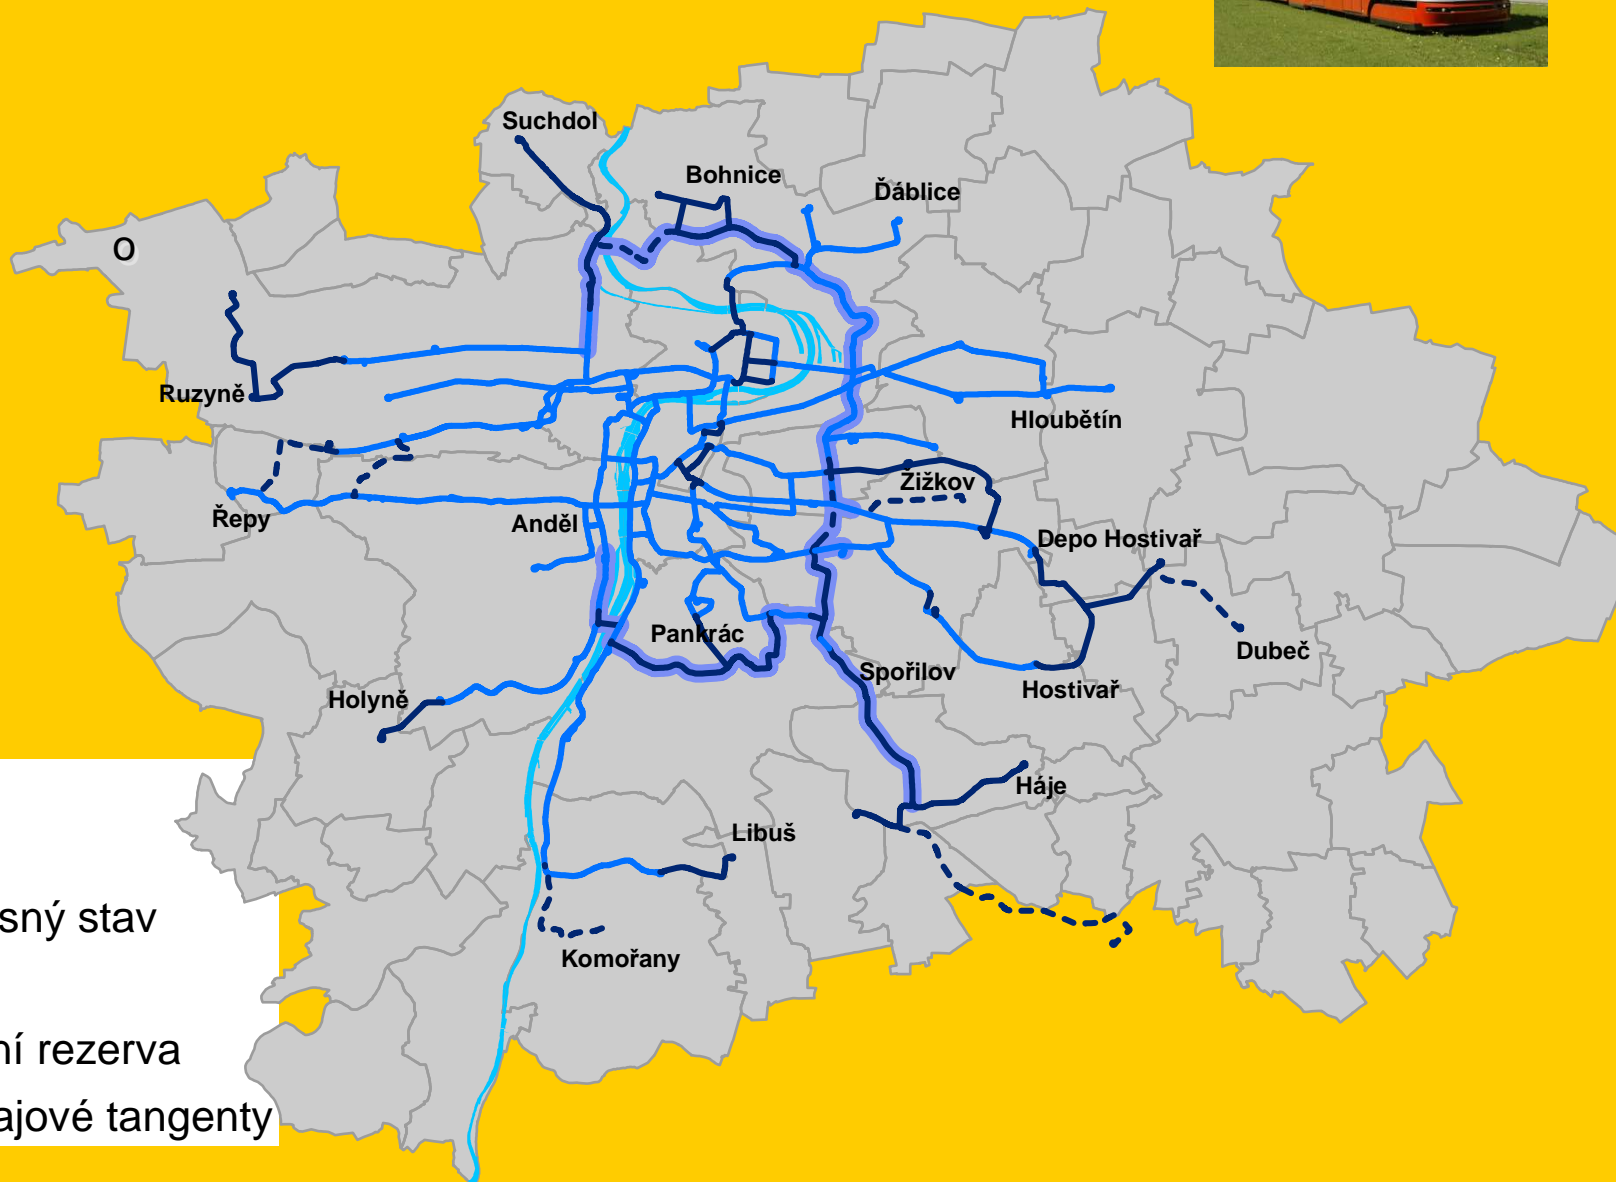 Suchdol
Bohnice
Ďáblice
O
Ruzyně
Hloubětín
Žižkov
Řepy
Anděl
Depo Hostivař
Pankrác
Dubeč
Spořilov
Holyně
Hostivař
Háje
Libuš
sný stav
Komořany
ní rezerva
ajové tangenty